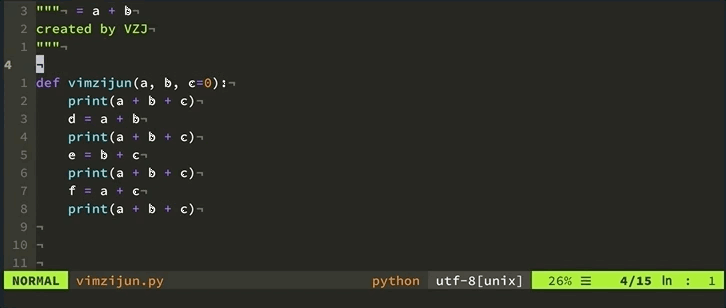 3 """¬ = a + b¬
2 created by VZJ¬
1 """¬
4 ¬
1 def vimzijun(a, b, c=0):¬
2     print(a + b + c)¬
3     d = a + b¬
4     print(a + b + c)¬
5     e = b + c¬
6     print(a + b + c)¬
7     f = a + c¬
8     print(a + b + c)¬
9 ¬
10 ¬
11 ¬
NORMAL vimzijun.py python utf-8[unix] 26% ☰ 4/15 ln : 1